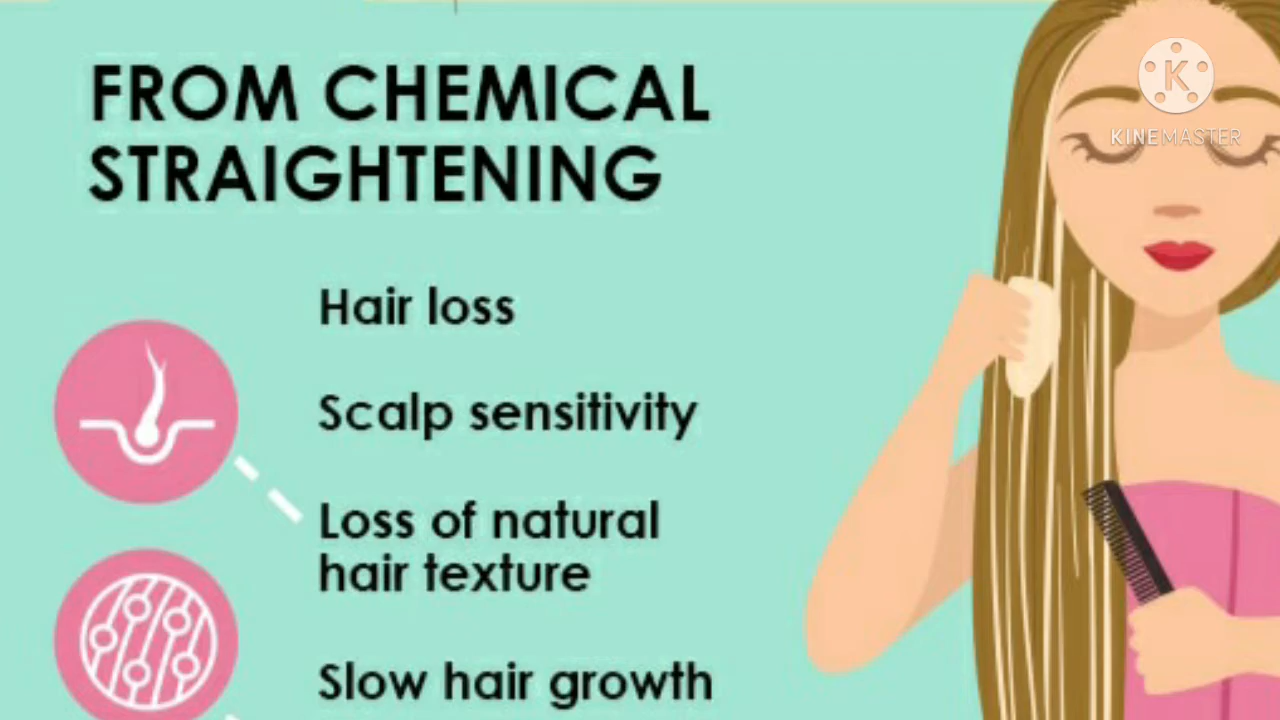 FROM CHEMICAL
STRAIGHTENING
Hair loss
Scalp sensitivity
Loss of natural
hair texture
Slow hair growth
K
KINEMASTER